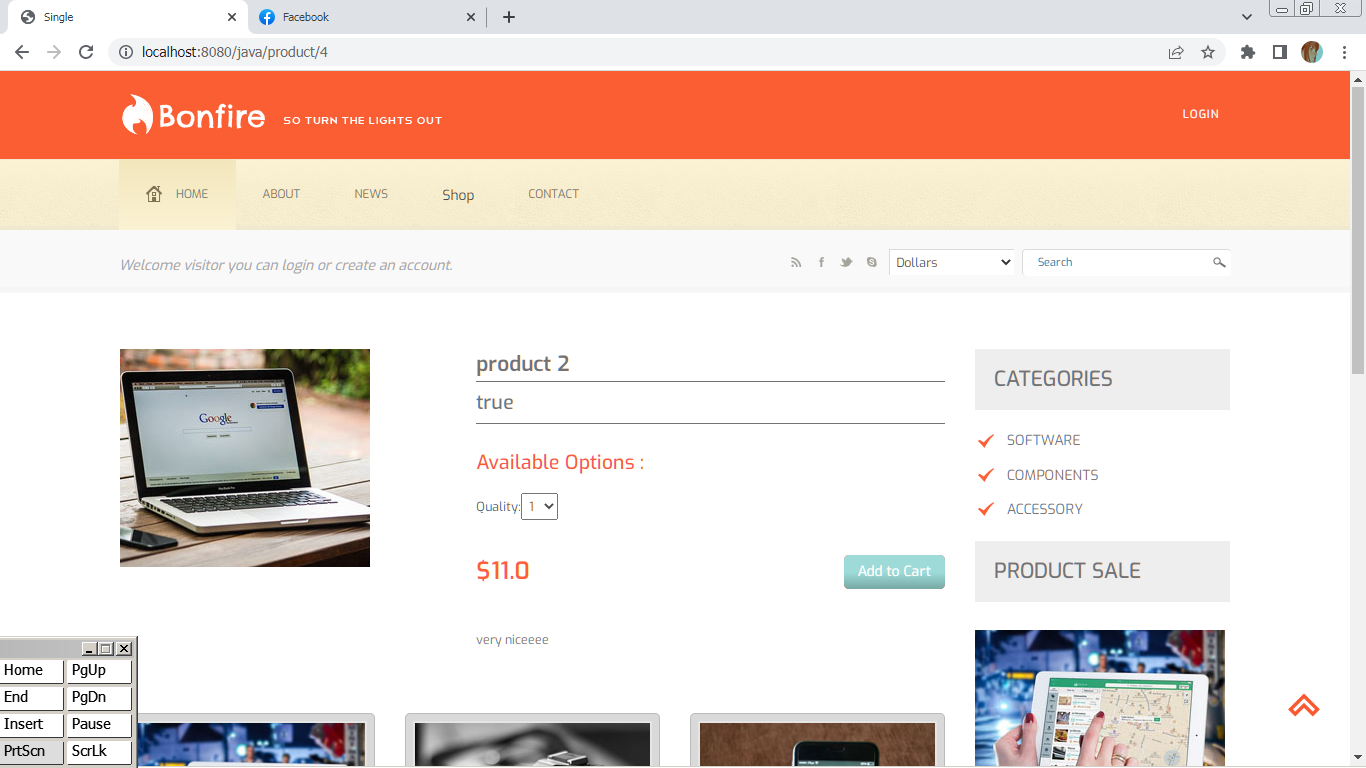 Single
Facebook
localhost:8080/java/product/4
Bonfire
SO TURN THE LIGHTS OUT
LOGIN
HOME
ABOUT
NEWS
Shop
CONTACT
Welcome visitor you can login or create an account.
Dollars
Search
Google
product 2
true
Available Options :
Quality: 1
$11.0
Add to Cart
very niceeee
CATEGORIES
SOFTWARE
COMPONENTS
ACCESSORY
PRODUCT SALE
Home PgUp
End PgDn
Insert Pause
PrtScn ScrLk